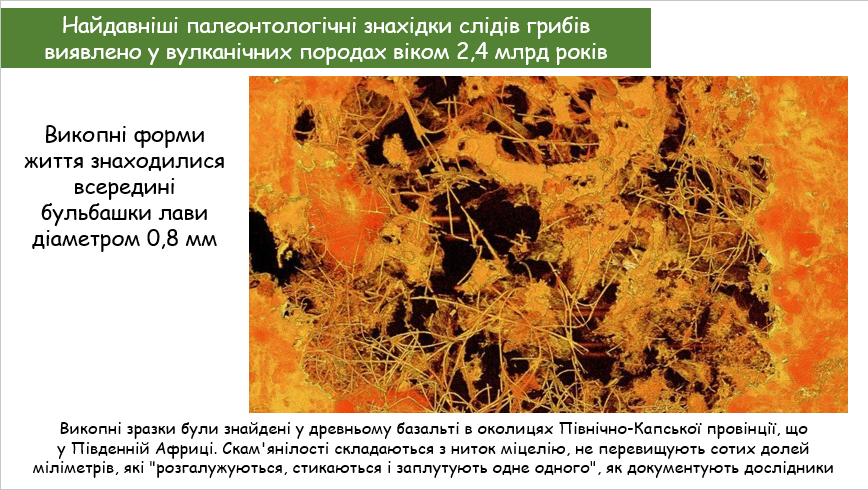 Найдавніші палеонтологічні знахідки слідів грибів
виявлено у вулканічних породах віком 2,4 млрд років
Викопні форми
життя знаходилися
всередині
бульбашки лави
діаметром 0,8 мм
Викопні зразки були знайдені у древньому базальті в околицях Північно-Капської провінції, що
у Південній Африці. Скам'янілості складаються з ниток міцелію, не перевищують сотих долей
міліметрів, які "розгалужуються, стикаються і заплутують одне одного", як документують дослідники